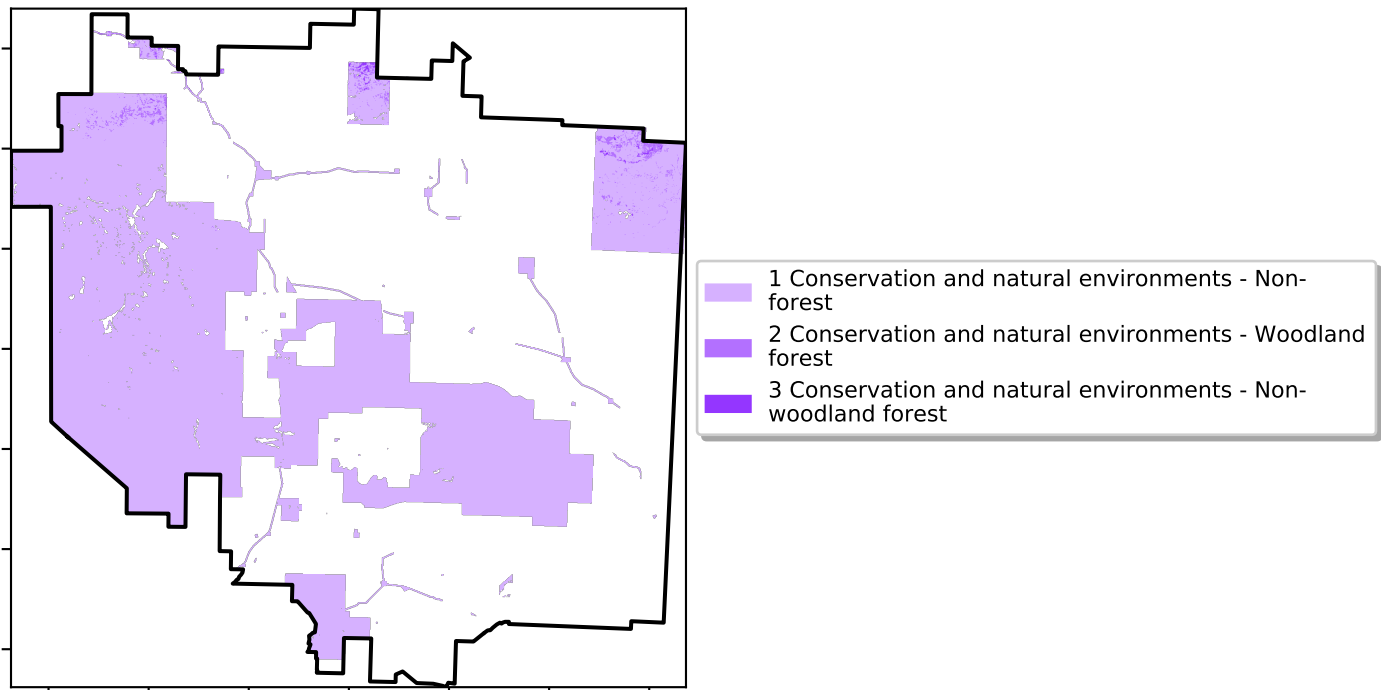 1 Conservation and natural environments - Non-
forest
2 Conservation and natural environments - Woodland
forest
3 Conservation and natural environments - Non-
woodland forest